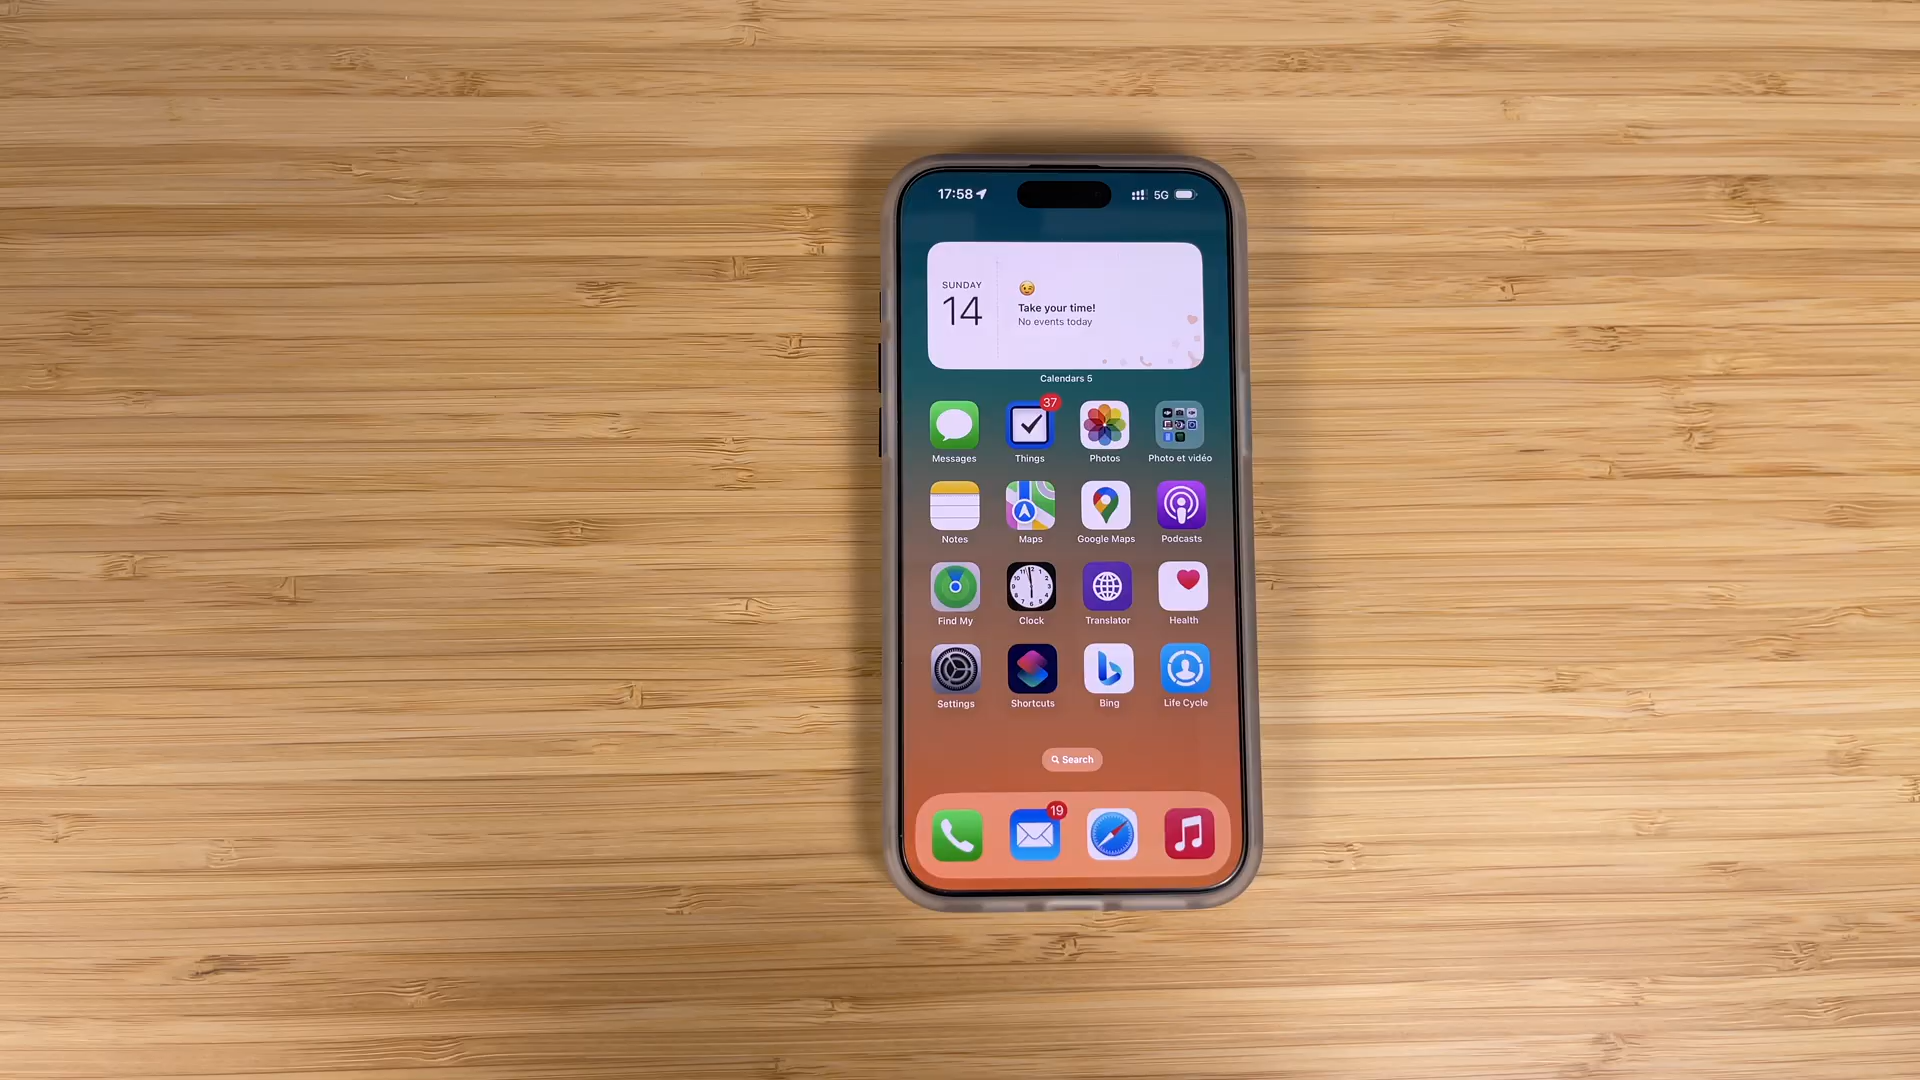 17:58
5G
SUNDAY
14
Take your time!
No events today
Calendars 5
37
Messages
Things
Photos
Photo et vidéo
Notes
Maps
Google Maps
Podcasts
Find My
Clock
Translator
Health
Settings
Shortcuts
Bing
Life Cycle
Search
19